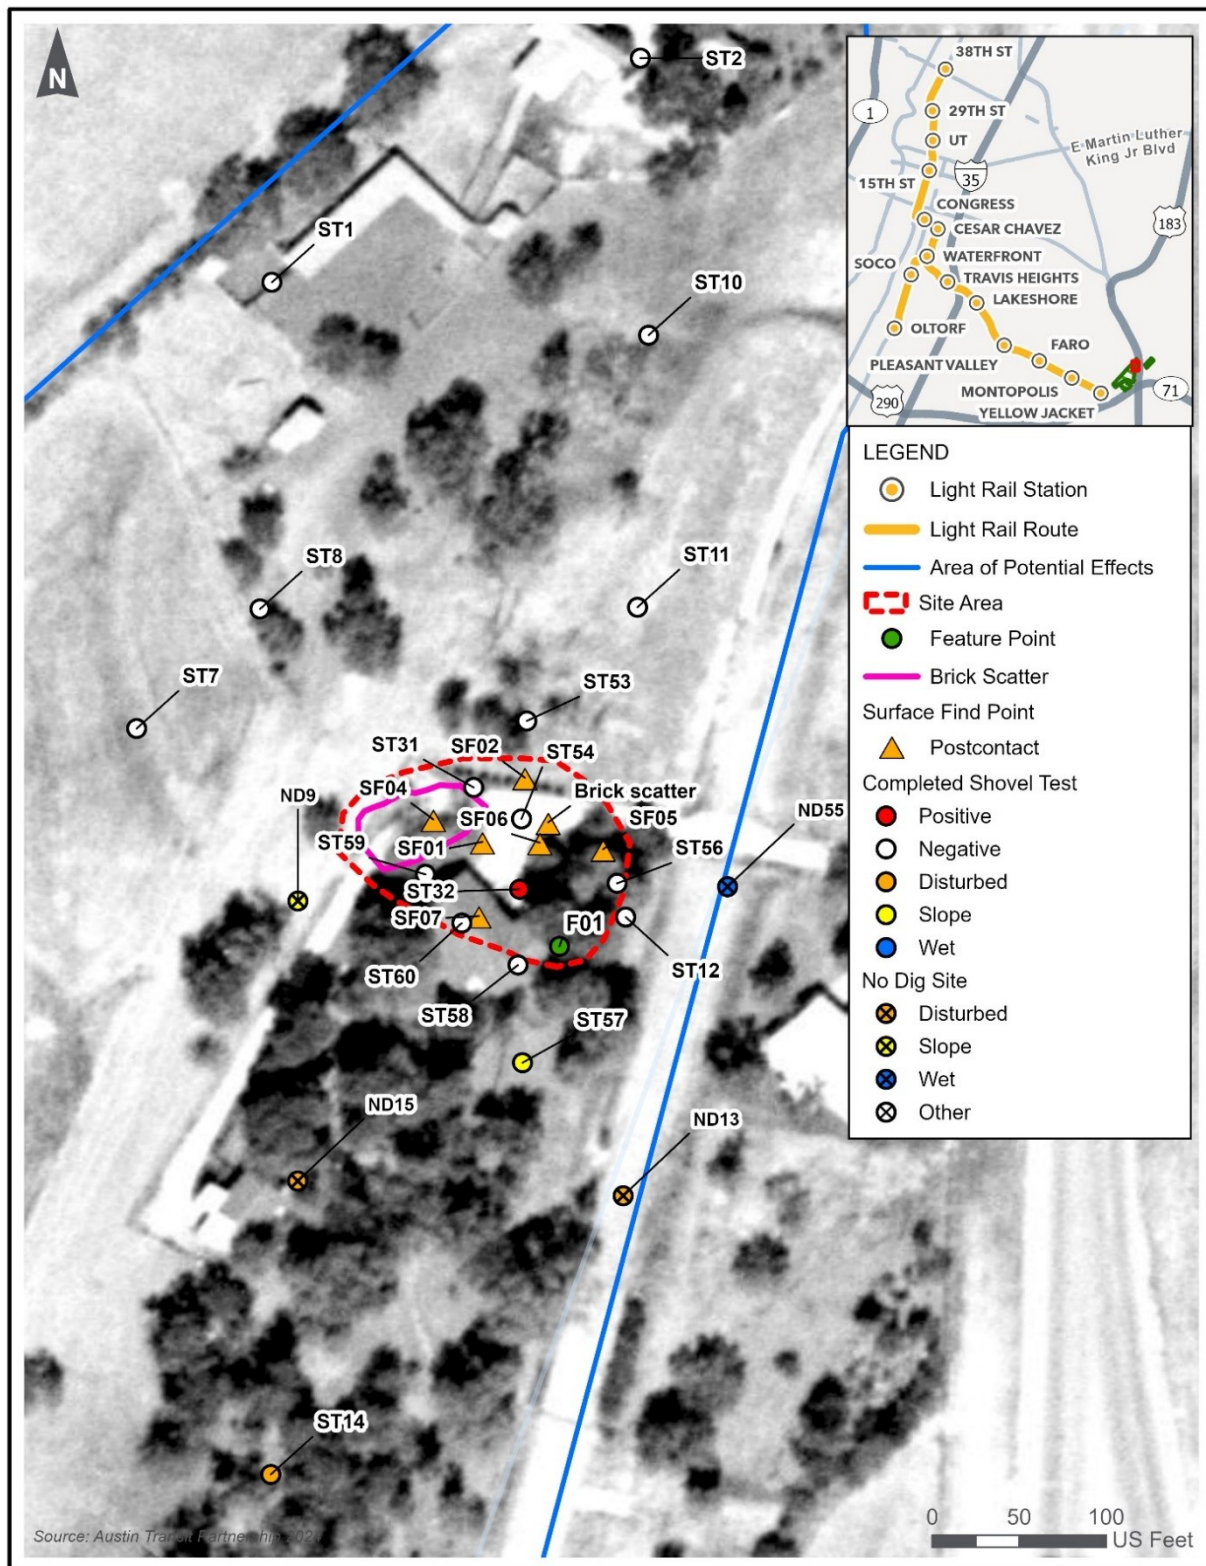 N
ST2
ST1
ST10
ST8
ST11
ST7
ST53
ST31
SF02
ST54
SF04
Brick scatter
ND9
SF06
SF05
ND55
ST59
SF01
ST56
ST32
SF07
F01
ST60
ST12
ST58
ST57
ND15
ND13
ST14
38TH ST
1
29TH ST
UT
E Martin Luther
King Jr Blvd
15TH ST
35
CONGRESS
183
CESAR CHAVEZ
WATERFRONT
SOCO
TRAVIS HEIGHTS
LAKESHORE
OLTORF
FARO
PLEASANT VALLEY
MONTOPOLIS
290
71
YELLOW JACKET
LEGEND
Light Rail Station
Light Rail Route
Area of Potential Effects
Site Area
Feature Point
Brick Scatter
Surface Find Point
Postcontact
Completed Shovel Test
Positive
Negative
Disturbed
Slope
Wet
No Dig Site
Disturbed
Slope
Wet
Other
Source: Austin Transit Partnership
0 50 100
US Feet